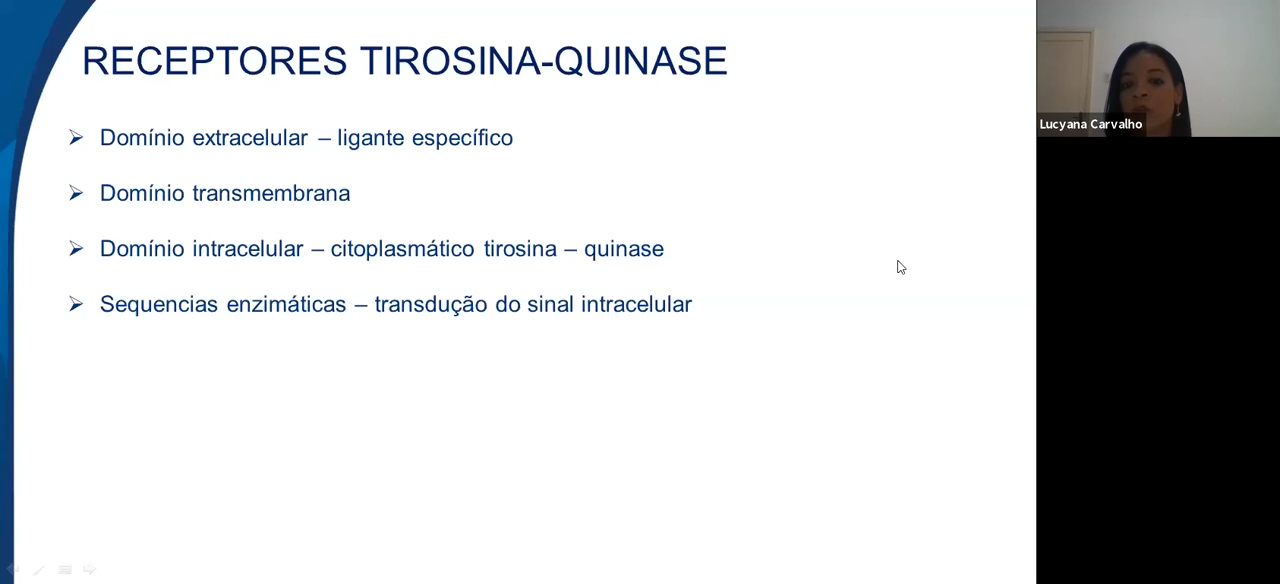 RECEPTORES TIROSINA-QUINASE
Domínio extracelular – ligante específico
Domínio transmembrana
Domínio intracelular – citoplasmático tirosina – quinase
Sequencias enzimáticas – transdução do sinal intracelular
Lucyana Carvalho